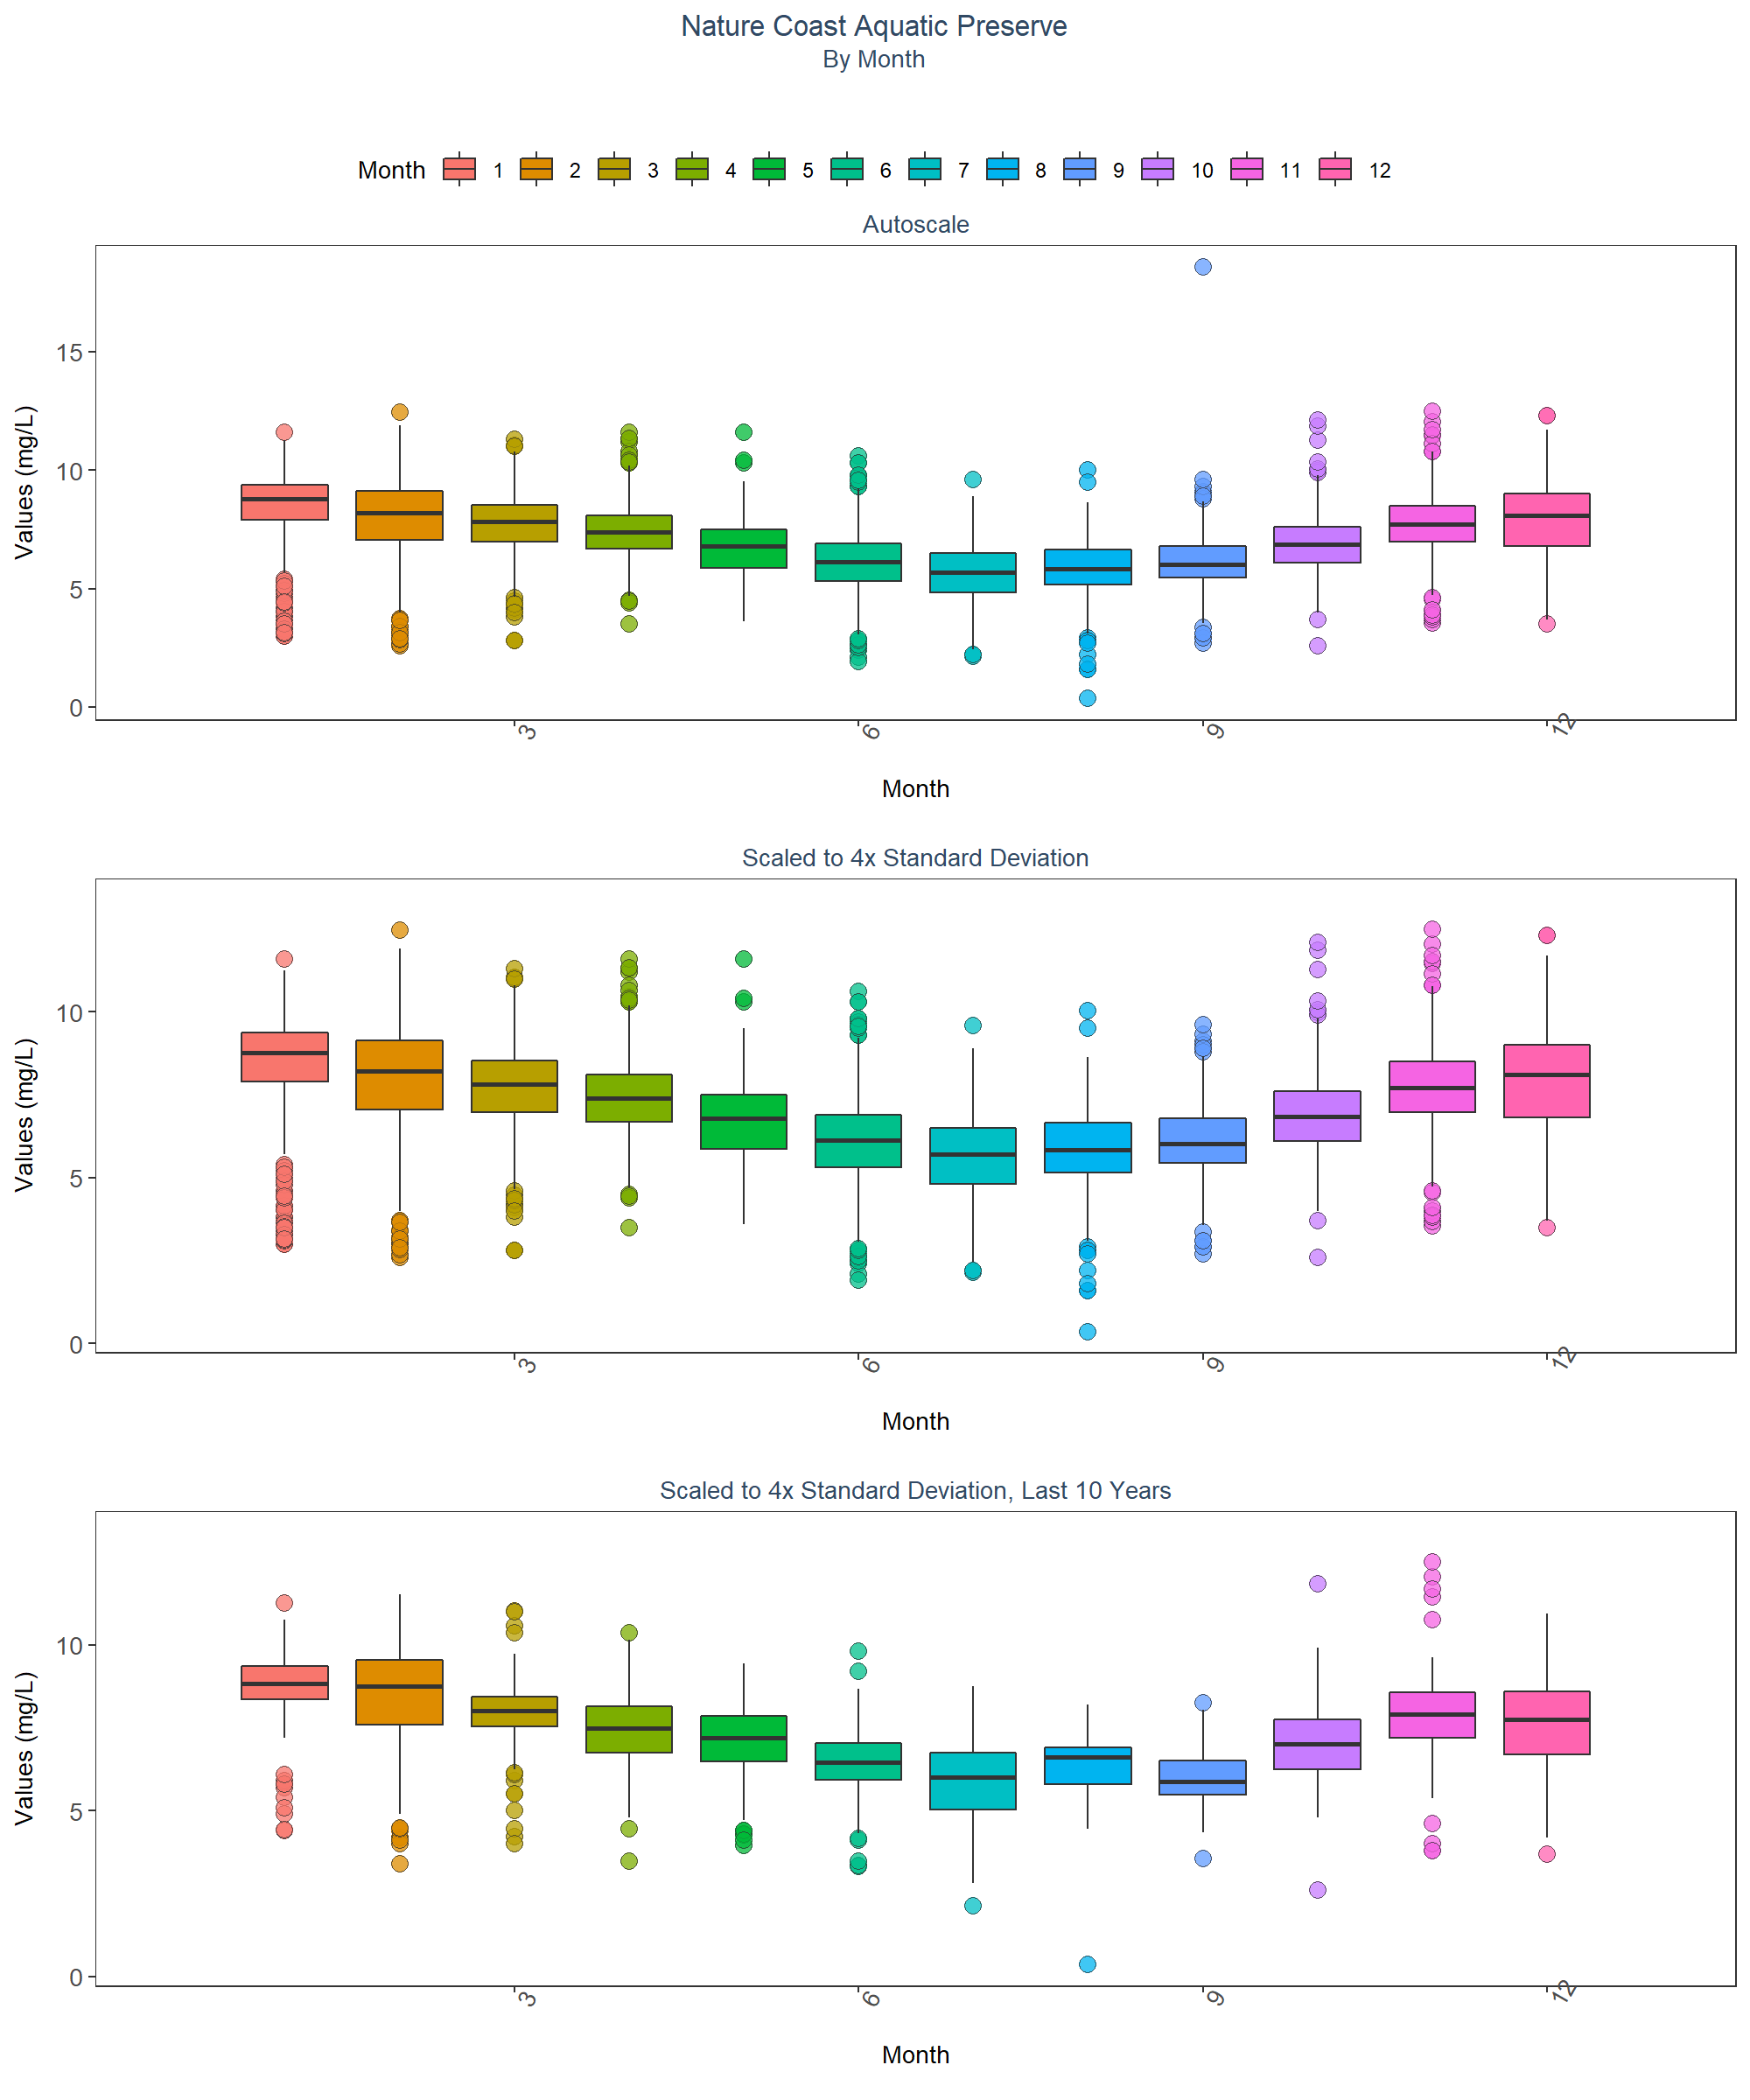 Nature Coast Aquatic Preserve
By Month
Month 1 2 3 4 5 6 7 8 9 10 11 12
Autoscale
Values (mg/L)
15
10
5
0
3 6 9 12
Month
Scaled to 4x Standard Deviation
Values (mg/L)
10
5
0
3 6 9 12
Month
Scaled to 4x Standard Deviation, Last 10 Years
Values (mg/L)
10
5
0
3 6 9 12
Month